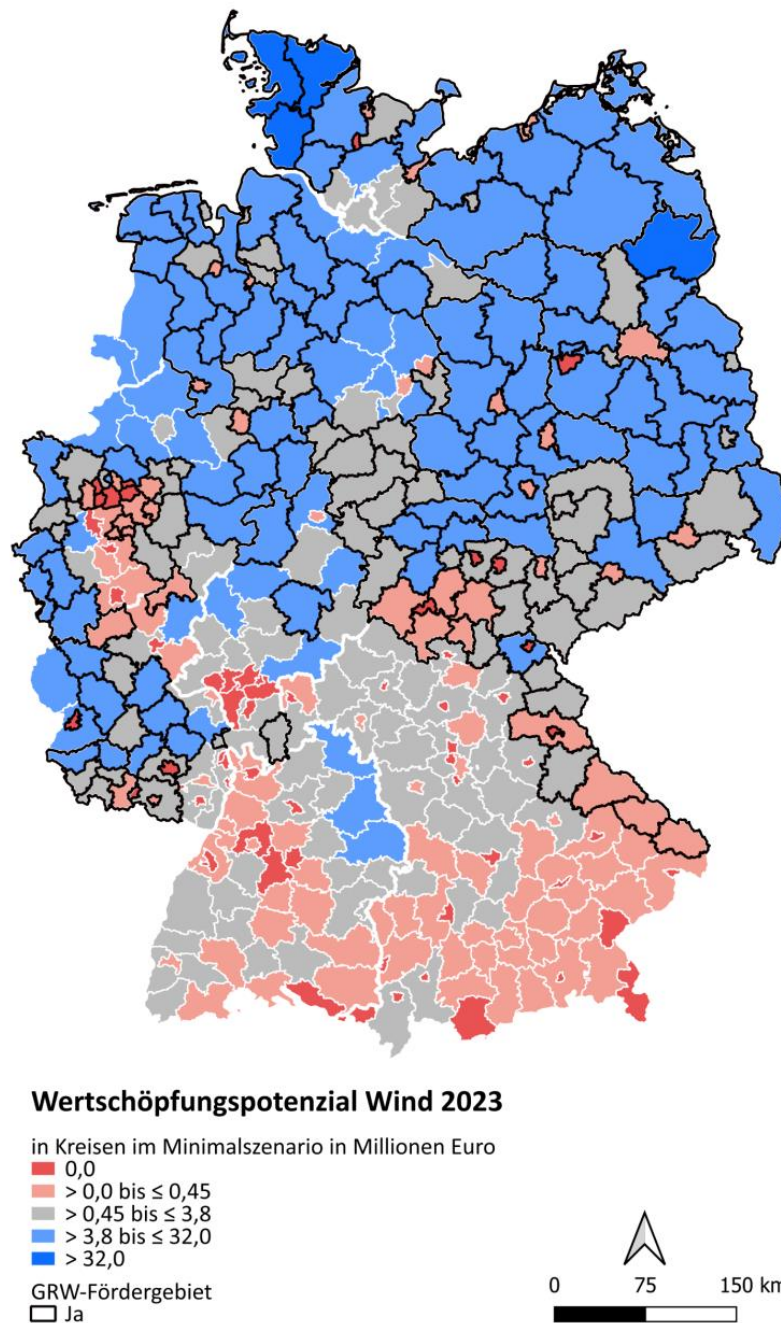 Wertschöpfungspotenzial Wind 2023
in Kreisen im Minimalszenario in Millionen Euro
0,0
> 0,0 bis ≤ 0,45
> 0,45 bis ≤ 3,8
> 3,8 bis ≤ 32,0
> 32,0
GRW-Fördergebiet
Ja
0 75 150 km